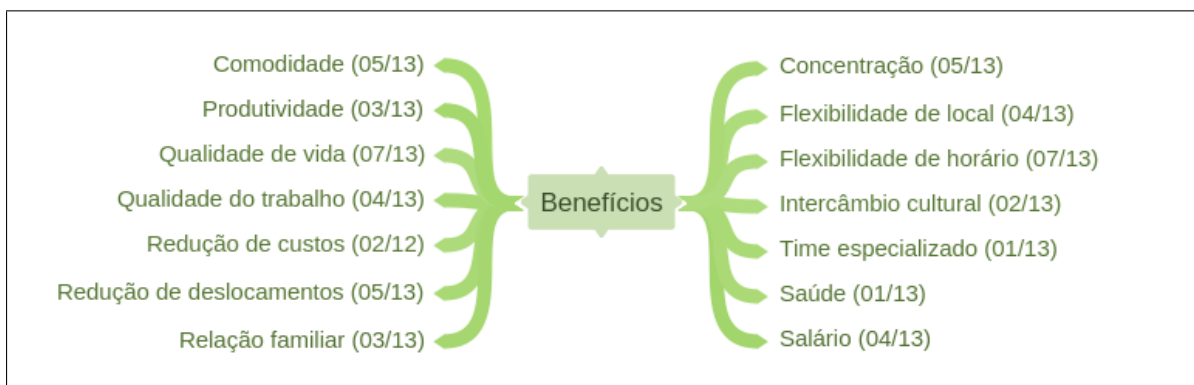 Comodidade (05/13)
Produtividade (03/13)
Qualidade de vida (07/13)
Qualidade do trabalho (04/13)
Redução de custos (02/12)
Redução de deslocamentos (05/13)
Relação familiar (03/13)
Benefícios
Concentração (05/13)
Flexibilidade de local (04/13)
Flexibilidade de horário (07/13)
Intercâmbio cultural (02/13)
Time especializado (01/13)
Saúde (01/13)
Salário (04/13)